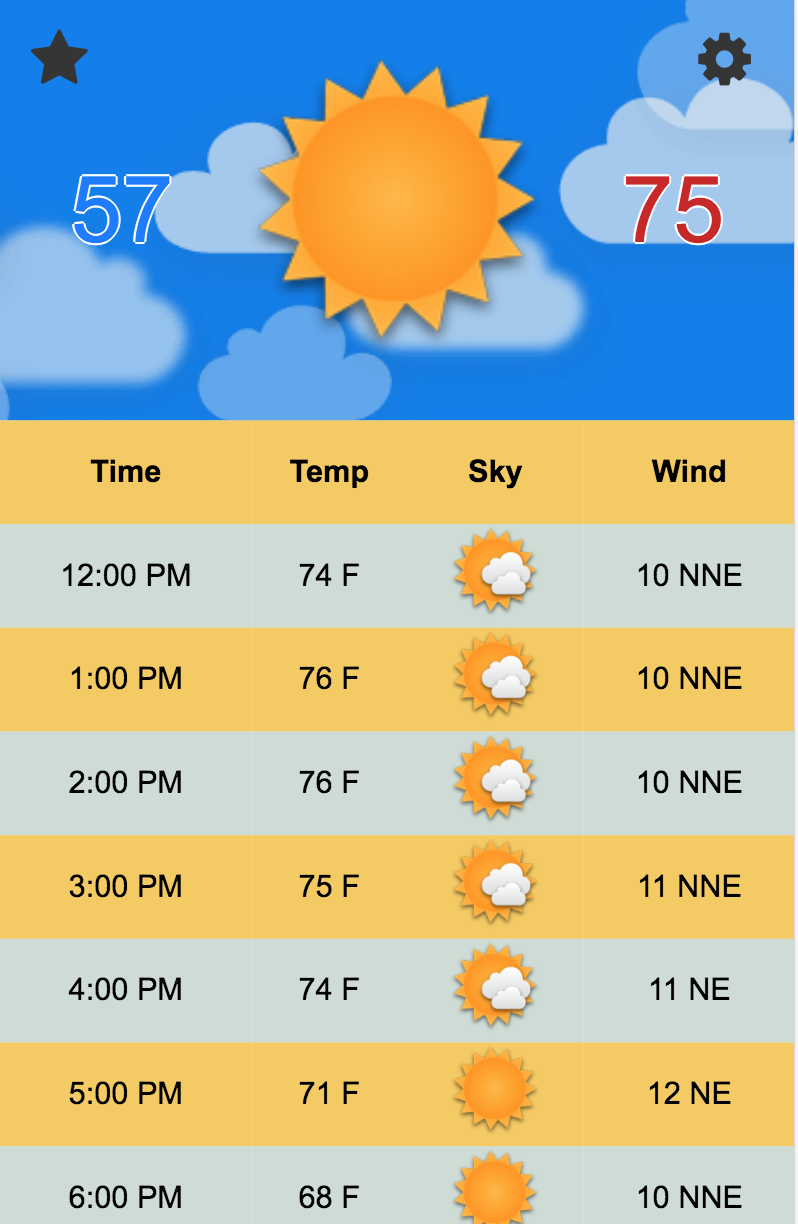 57 75
Time Temp Sky Wind
12:00 PM 74 F 10 NNE
1:00 PM 76 F 10 NNE
2:00 PM 76 F 10 NNE
3:00 PM 75 F 11 NNE
4:00 PM 74 F 11 NE
5:00 PM 71 F 12 NE
6:00 PM 68 F 10 NNE